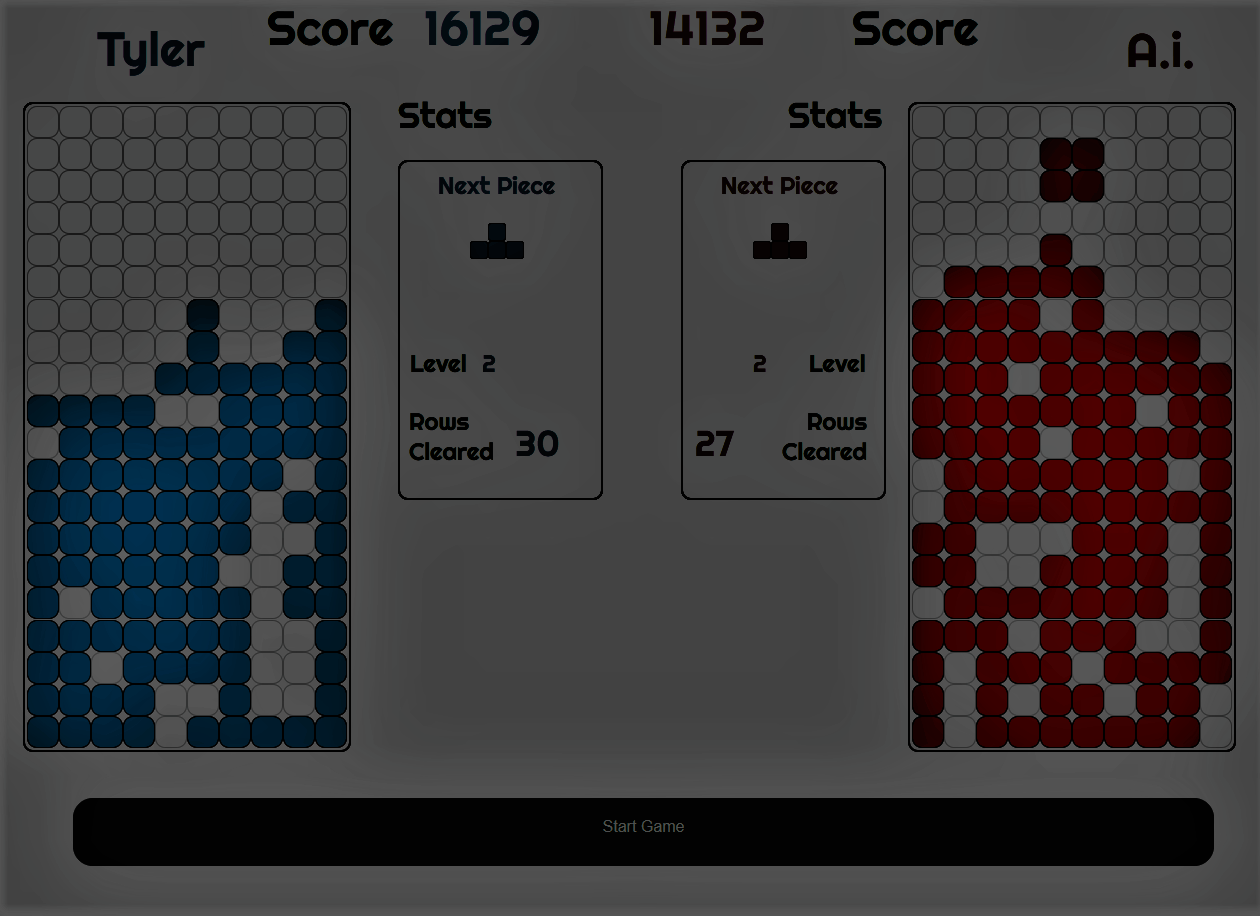 Tyler
Score 16129
14132 Score
A.i.
Stats
Next Piece
Level 2
Rows
Cleared 30
Stats
Next Piece
2 Level
Rows
27 Cleared
Start Game